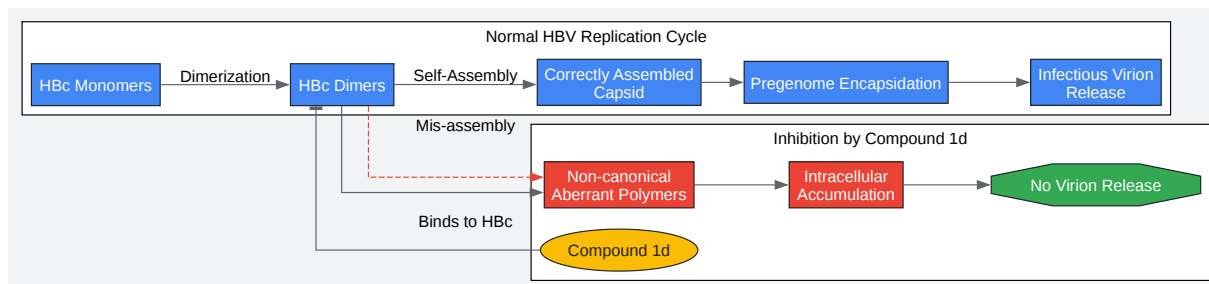 Normal HBV Replication Cycle
HBc Monomers
Dimerization
HBc Dimers
Self-Assembly
Correctly Assembled
Capsid
Pregenome Encapsidation
Infectious Virion
Release
Mis-assembly
Inhibition by Compound 1d
Non-canonical
Aberrant Polymers
Intracellular
Accumulation
No Virion Release
Binds to HBc
Compound 1d